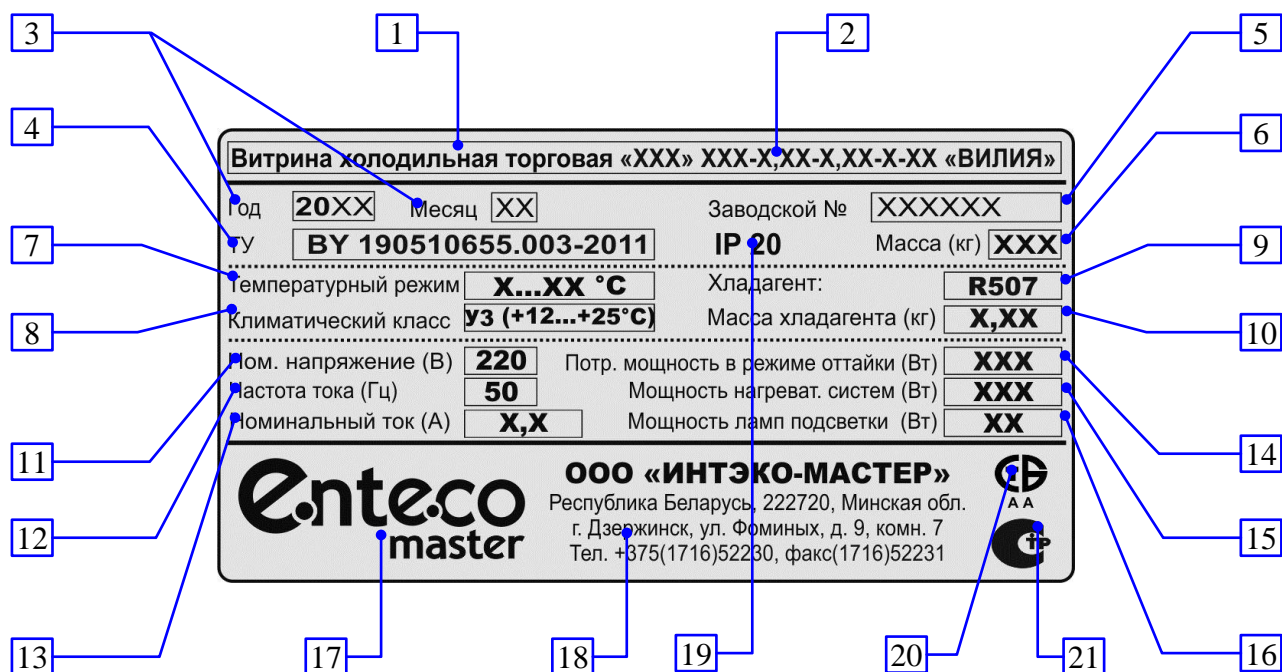 3 1 2 5
4 6
Витрина холодильная торговая «XXX» XXX-X,XX-X,XX-X-XX «ВИЛИЯ»
Год 20XX Месяц XX Заводской № XXXXXX
ТУ BY 190510655.003-2011 IP 20 Масса (кг) XXX
7 9
Температурный режим X...XX °C Хладагент: R507
8 10
Климатический класс У3 (+12...+25°C) Масса хладагента (кг) X,XX
Ном. напряжение (В) 220 Потр. мощность в режиме оттайки (Вт) XXX
Частота тока (Гц) 50 Мощность нагреват. систем (Вт) XXX
Номинальный ток (А) X,X Мощность ламп подсветки (Вт) XX
11 14
enteco master
ООО «ИНТЭКО-МАСТЕР»
Республика Беларусь, 222720, Минская обл.
г. Дзержинск, ул. Фоминых, д. 9, комн. 7
Тел. +375(1716)52230, факс(1716)52231
АА
12 15
13 17 18 19 20 21 16